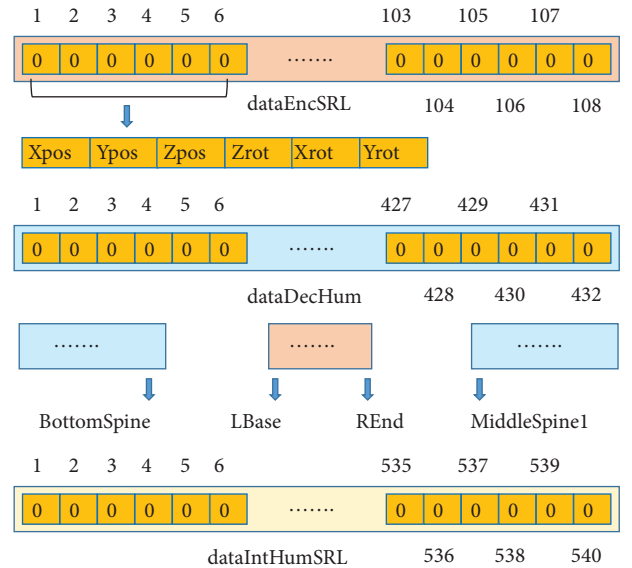 1 2 3 4 5 6 103 105 107
0 0 0 0 0 0 ....... 0 0 0 0 0 0
dataEncSRL 104 106 108
Xpos Ypos Zpos Zrot Xrot Yrot
1 2 3 4 5 6 427 429 431
0 0 0 0 0 0 ....... 0 0 0 0 0 0
dataDecHum 428 430 432
....... ....... .......
BottomSpine LBase REnd MiddleSpine1
1 2 3 4 5 6 535 537 539
0 0 0 0 0 0 ....... 0 0 0 0 0 0
dataIntHumSRL 536 538 540